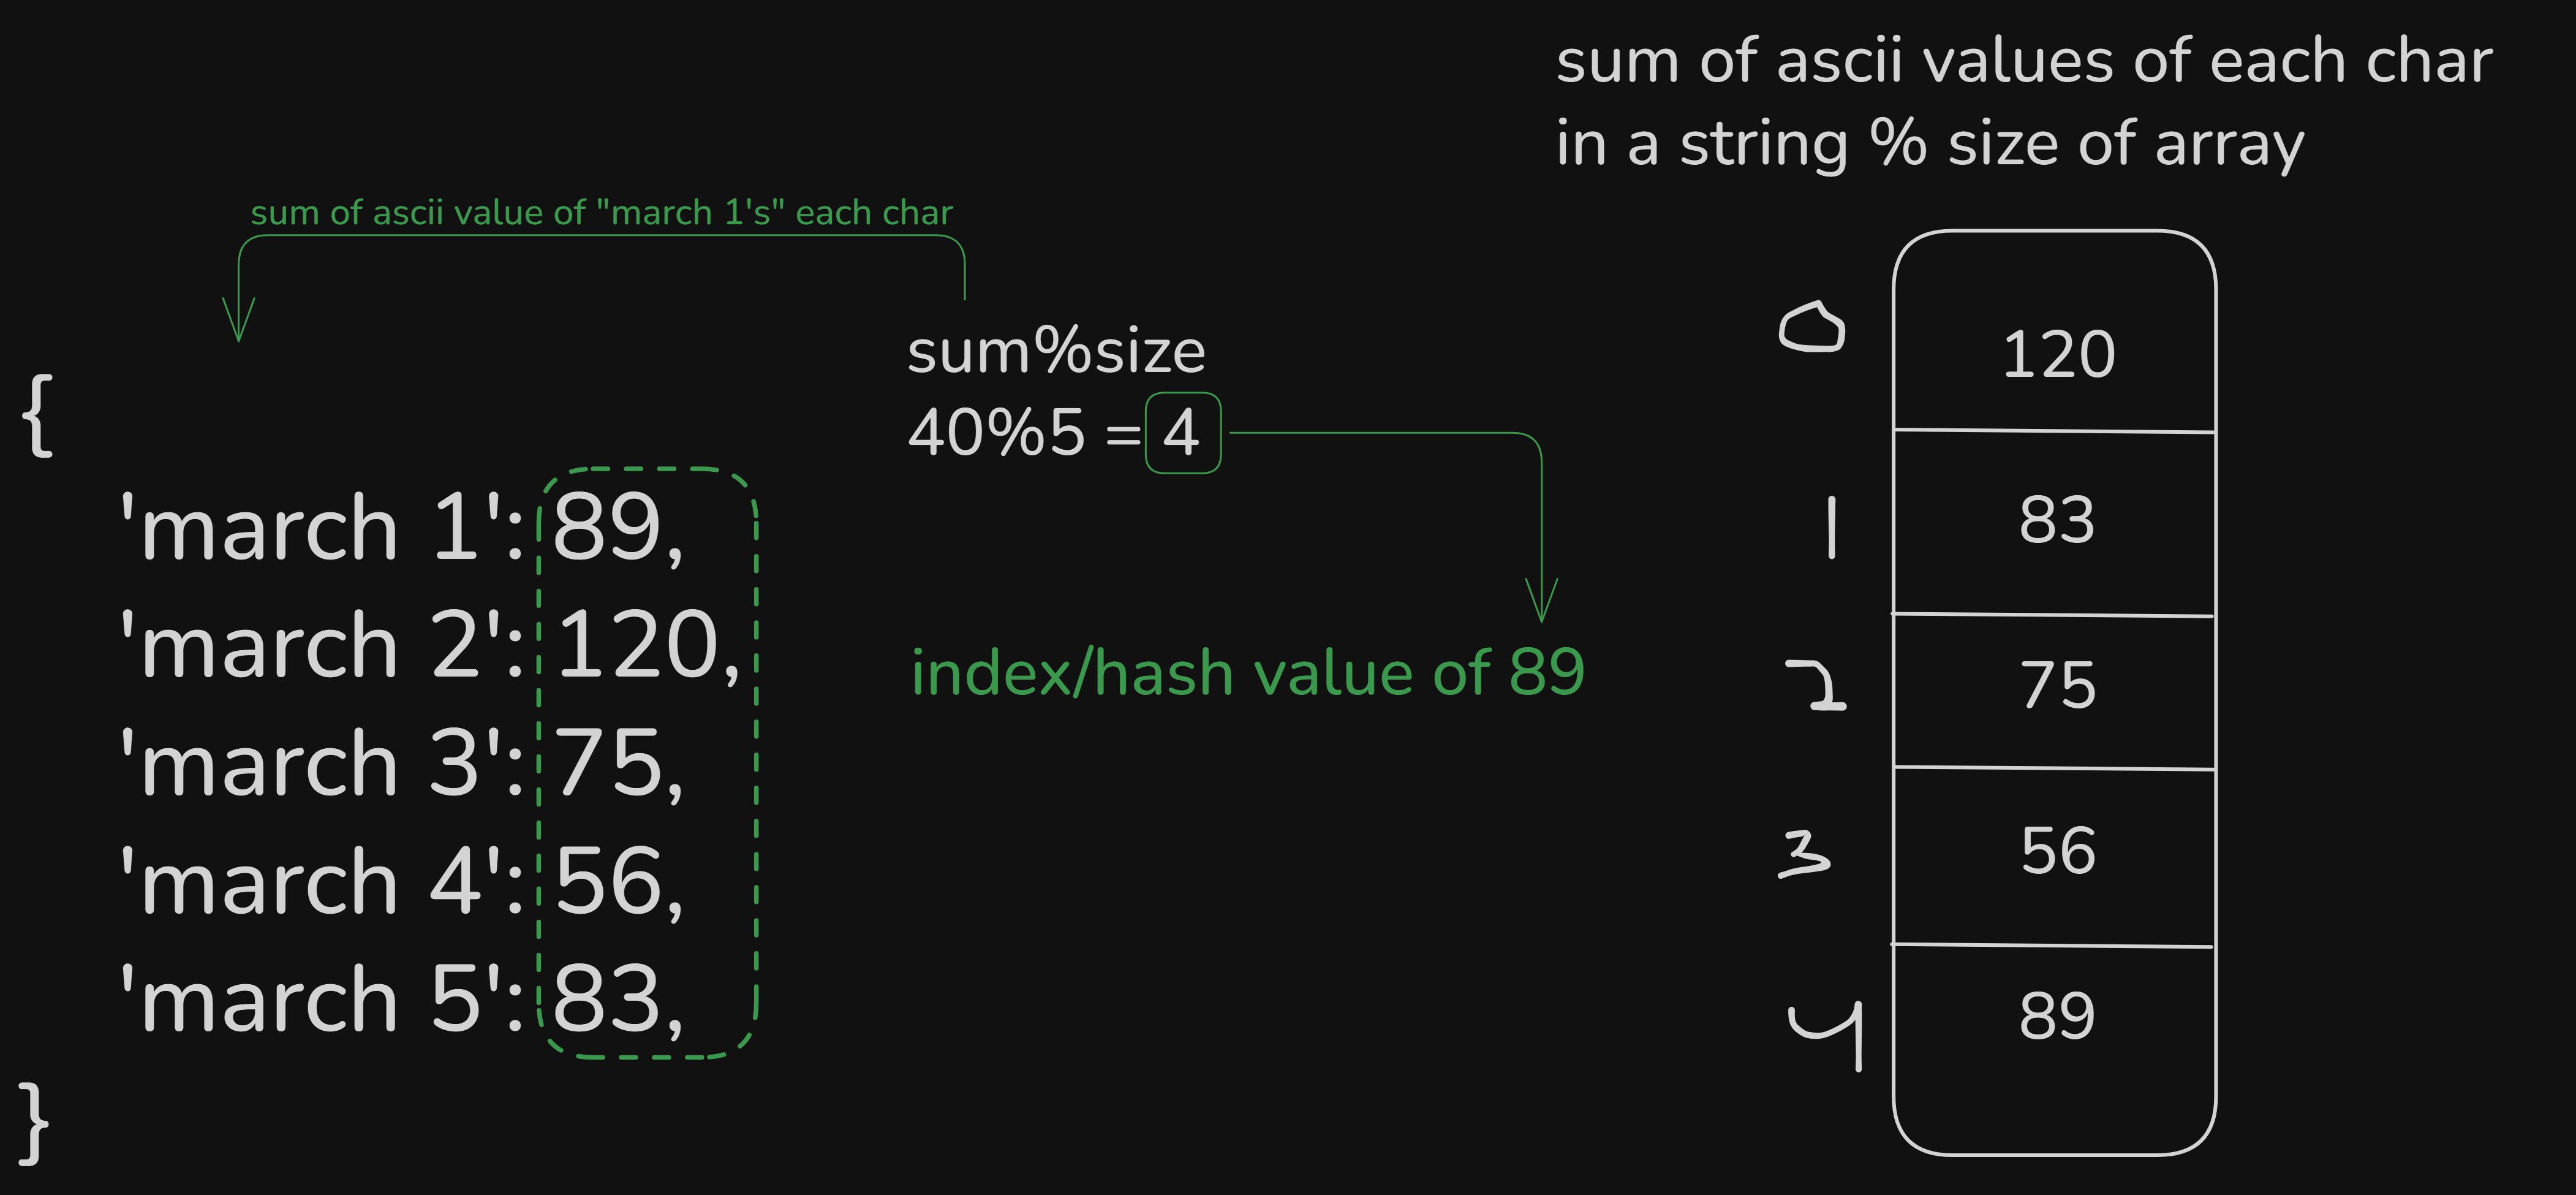 sum of ascii values of each char
in a string % size of array
sum of ascii value of "march 1's" each char
{
'march 1': 89,
'march 2': 120,
'march 3': 75,
'march 4': 56,
'march 5': 83,
}
sum%size
40%5 = 4
index/hash value of 89
0 120
1 83
2 75
3 56
4 89